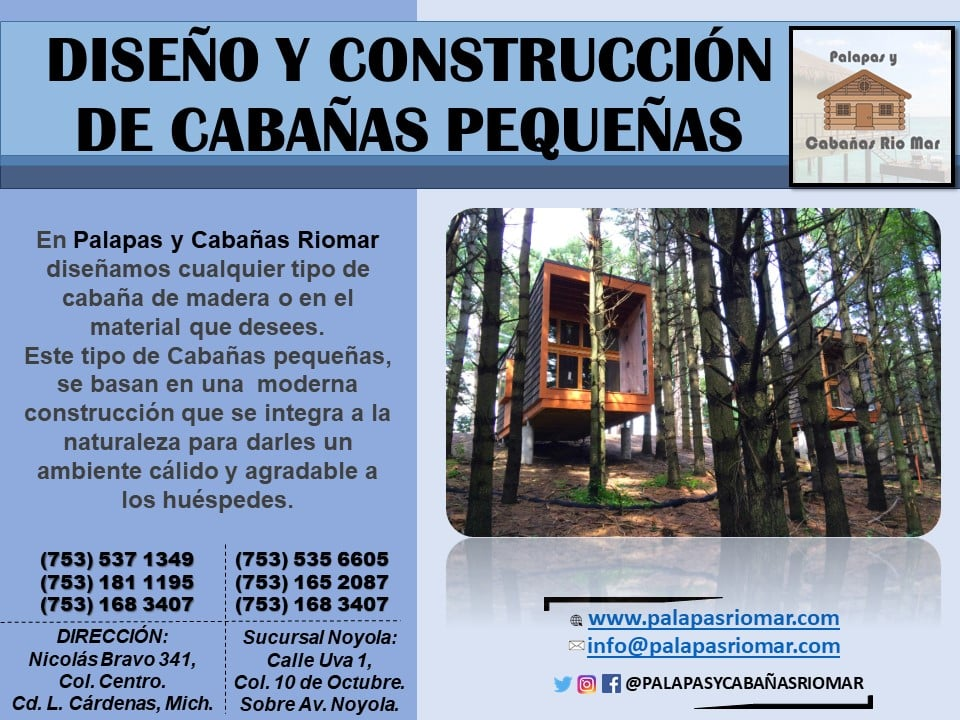 DISEÑO Y CONSTRUCCIÓN
DE CABAÑAS PEQUEÑAS
Palapas y
Cabañas Rio Mar
En Palapas y Cabañas Riomar
diseñamos cualquier tipo de
cabaña de madera o en el
material que desees.
Este tipo de Cabañas pequeñas,
se basan en una moderna
construcción que se integra a la
naturaleza para darles un
ambiente cálido y agradable a
los huéspedes.
(753) 537 1349
(753) 181 1195
(753) 168 3407
(753) 535 6605
(753) 165 2087
(753) 168 3407
DIRECCIÓN:
Nicolás Bravo 341,
Col. Centro.
Cd. L. Cárdenas, Mich.
Sucursal Noyola:
Calle Uva 1,
Col. 10 de Octubre.
Sobre Av. Noyola.
www.palapasriomar.com
info@palapasriomar.com
@PALAPASYCABAÑASRIOMAR